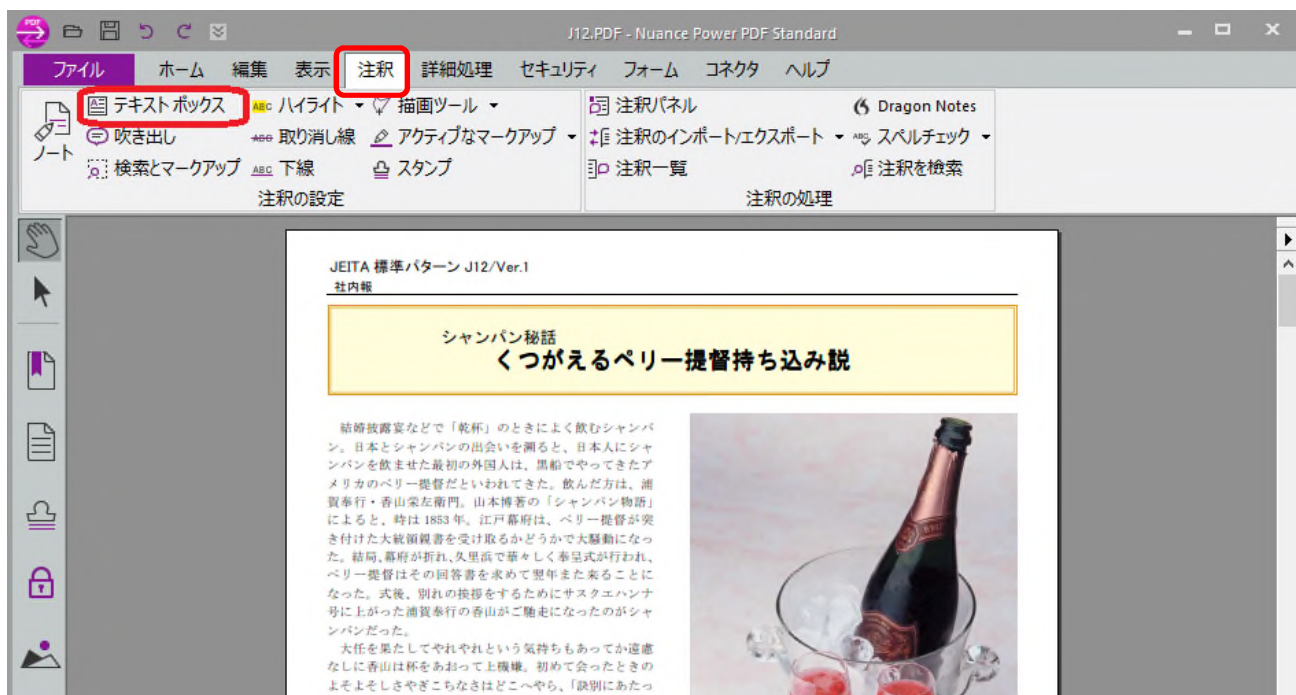 PDF
J12.PDF - Nuance Power PDF Standard
ファイル ホーム 編集 表示 注釈 詳細処理 セキュリティ フォーム コネクタ ヘルプ
テキスト ボックス ABC ハイライト 描画ツール 注釈パネル Dragon Notes
ノート 吹き出し ABC 取り消し線 アクティブなマークアップ 注釈のインポート/エクスポート ABC スペルチェック
検索とマークアップ ABC 下線 スタンプ 注釈一覧 注釈を検索
注釈の設定 注釈の処理
JEITA 標準パターン J12/Ver.1
社内報
シャンパン秘話
くつがえるペリー提督持ち込み説
結婚披露宴などで「乾杯」のときによく飲むシャンパ
ン。日本とシャンパンの出会いを溯ると、日本人にシャ
ンパンを飲ませた最初の外国人は、黒船でやってきたア
メリカのペリー提督だといわれてきた。飲んだ方は、浦
賀奉行・香山栄左衛門。山本博著の「シャンパン物語」
によると、時は 1853 年。江戸幕府は、ペリー提督が突
き付けた大統領親書を受け取るかどうかで大騒動になっ
た。結局、幕府が折れ、久里浜で華々しく奉呈式が行われ、
ペリー提督はその回答書を求めて翌年また来ることに
なった。式後、別れの挨拶をするためにサスクエハンナ
号に上がった浦賀奉行の香山がご馳走になったのがシャ
ンパンだった。
大任を果たしてやれやれという気持ちもあってか遠慮
なしに香山は杯をあおって上機嫌。初めて会ったときの
よそよそしさやぎこちなさはどこへやら、「訣別にあたっ